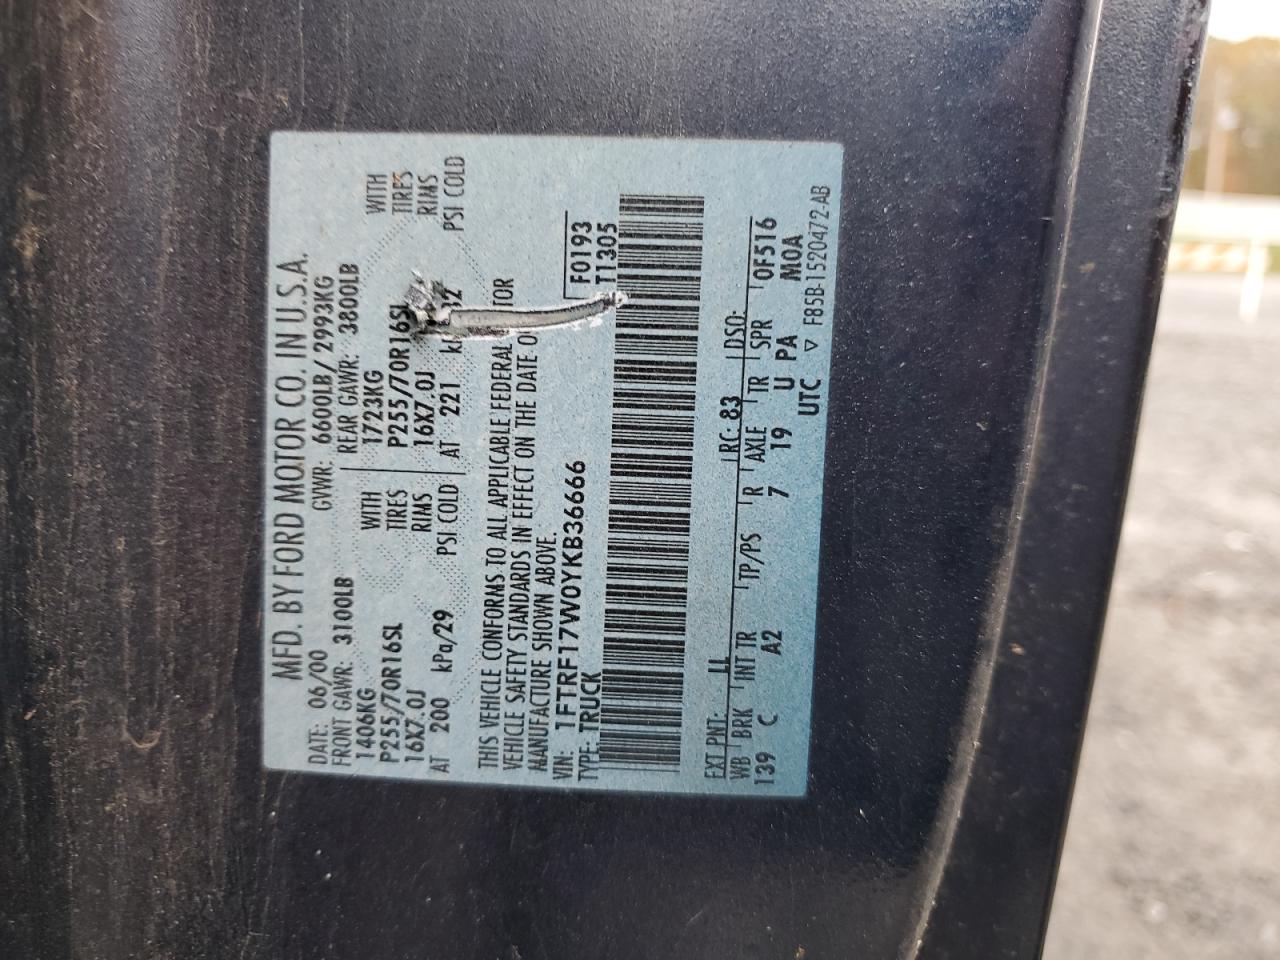 MFD. BY FORD MOTOR CO. IN U.S.A.
DATE: 06/00 GVWR: 6600LB/2993KG
FRONT GAWR: 3100LB REAR GAWR: 3800LB
1406KG WITH 1723KG WITH
P255/70R16SL TIRES P255/70R16SL TIRES
16X7.0J RIMS 16X7.0J RIMS
AT 200 kPa/29 PSI COLD AT 221 PSI COLD
THIS VEHICLE CONFORMS TO ALL APPLICABLE FEDERAL
VEHICLE SAFETY STANDARDS IN EFFECT ON THE DATE
MANUFACTURE SHOWN ABOVE.
VIN: 1FTRF17W0YKB36666 F0193
TYPE: TRUCK T1305
EXT PNT: LL RC: 83 DSO:
WB BRK INT TR TP/PS R AXLE TR SPR 0F516
139 C A2 7 19 U PA M0A
UTC ▽ F85B-1520472-AB